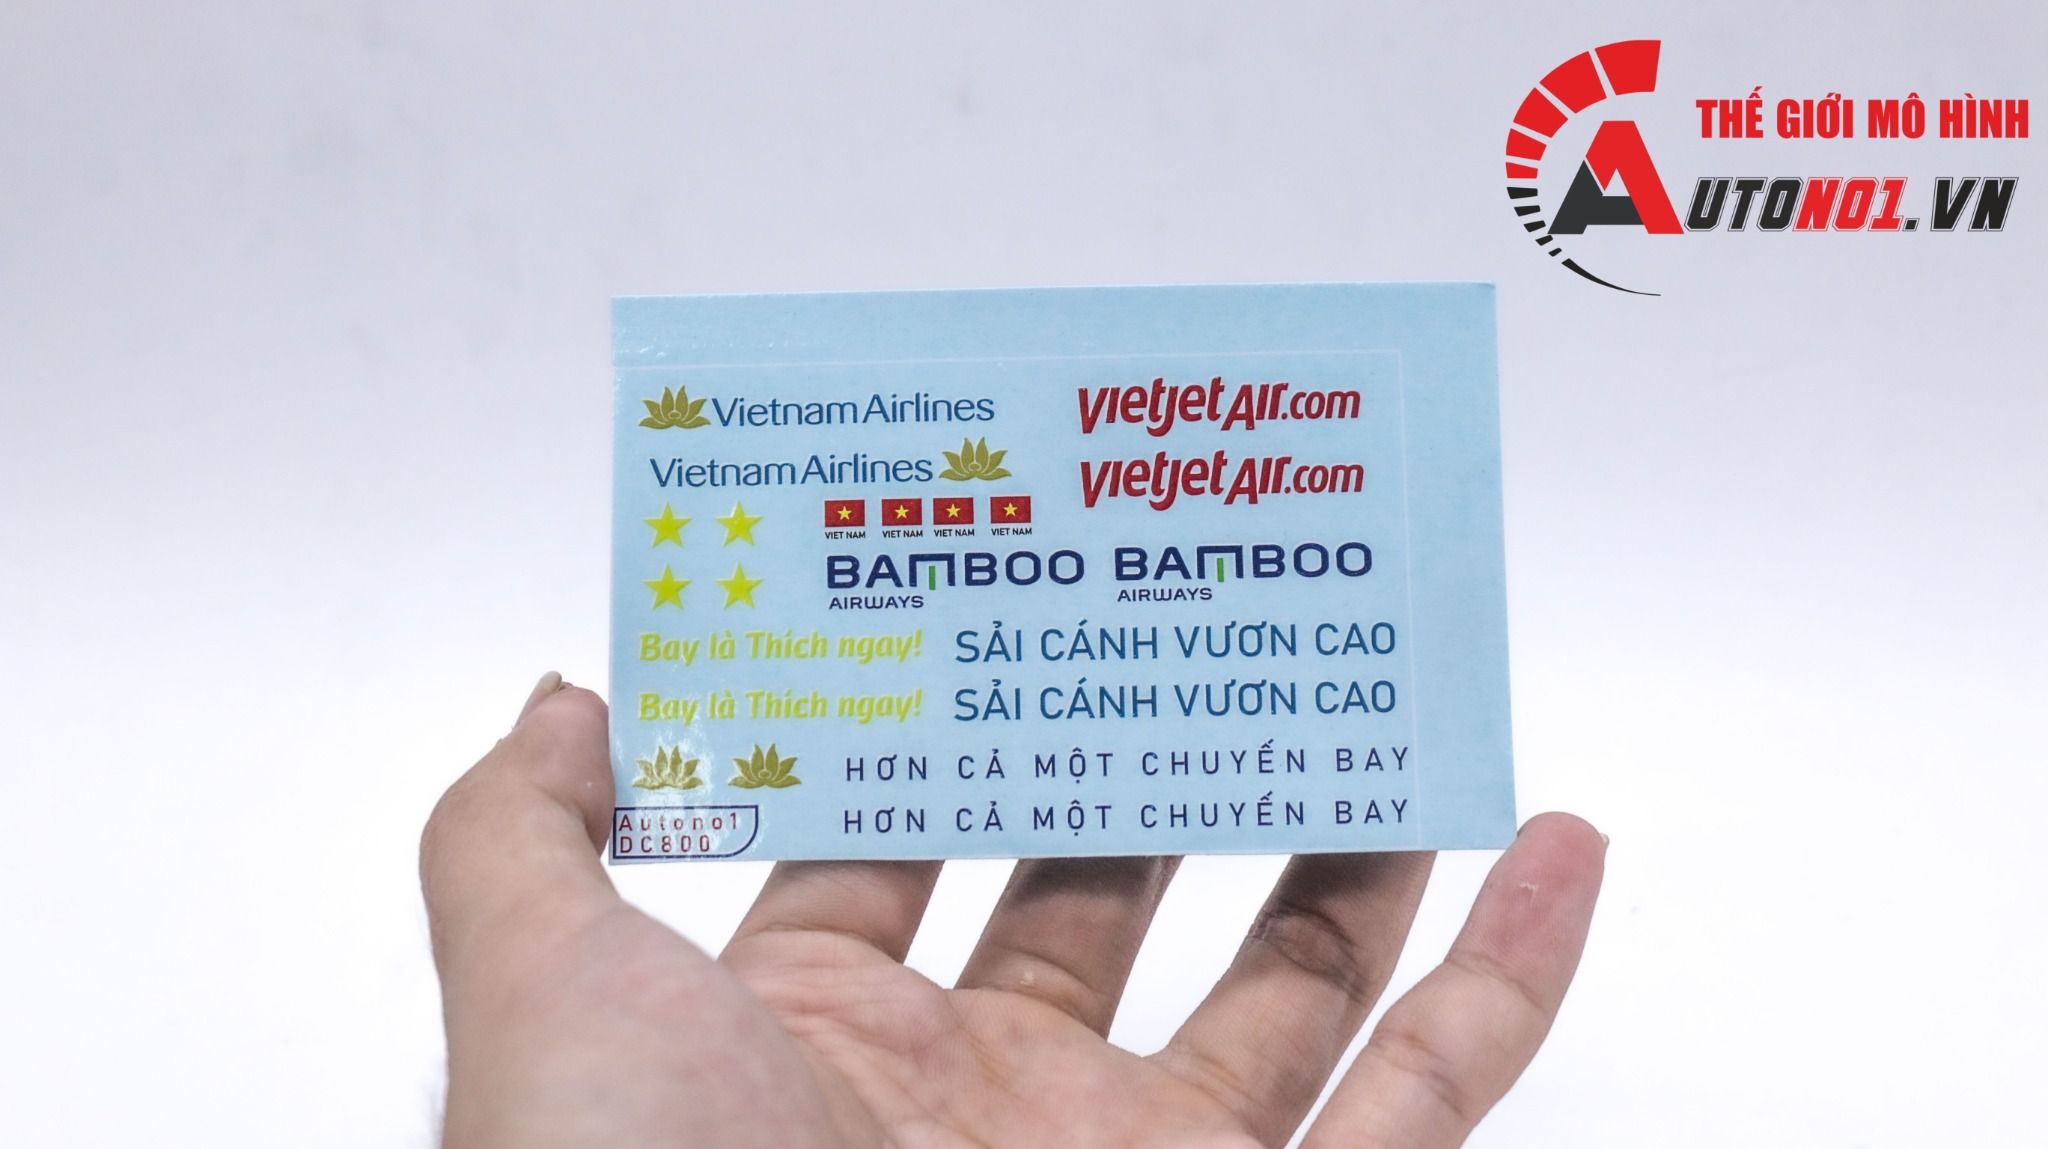 THẾ GIỚI MÔ HÌNH
AUTONO1.VN
Vietnam Airlines
vietjetAir.com
Vietnam Airlines
vietjetAir.com
VIET NAM VIET NAM VIET NAM VIET NAM
BAMBOO BAMBOO
AIRWAYS AIRWAYS
Bay là Thích ngay! SẢI CÁNH VƯƠN CAO
Bay là Thích ngay! SẢI CÁNH VƯƠN CAO
HƠN CẢ MỘT CHUYẾN BAY
HƠN CẢ MỘT CHUYẾN BAY
Autono1
DC800